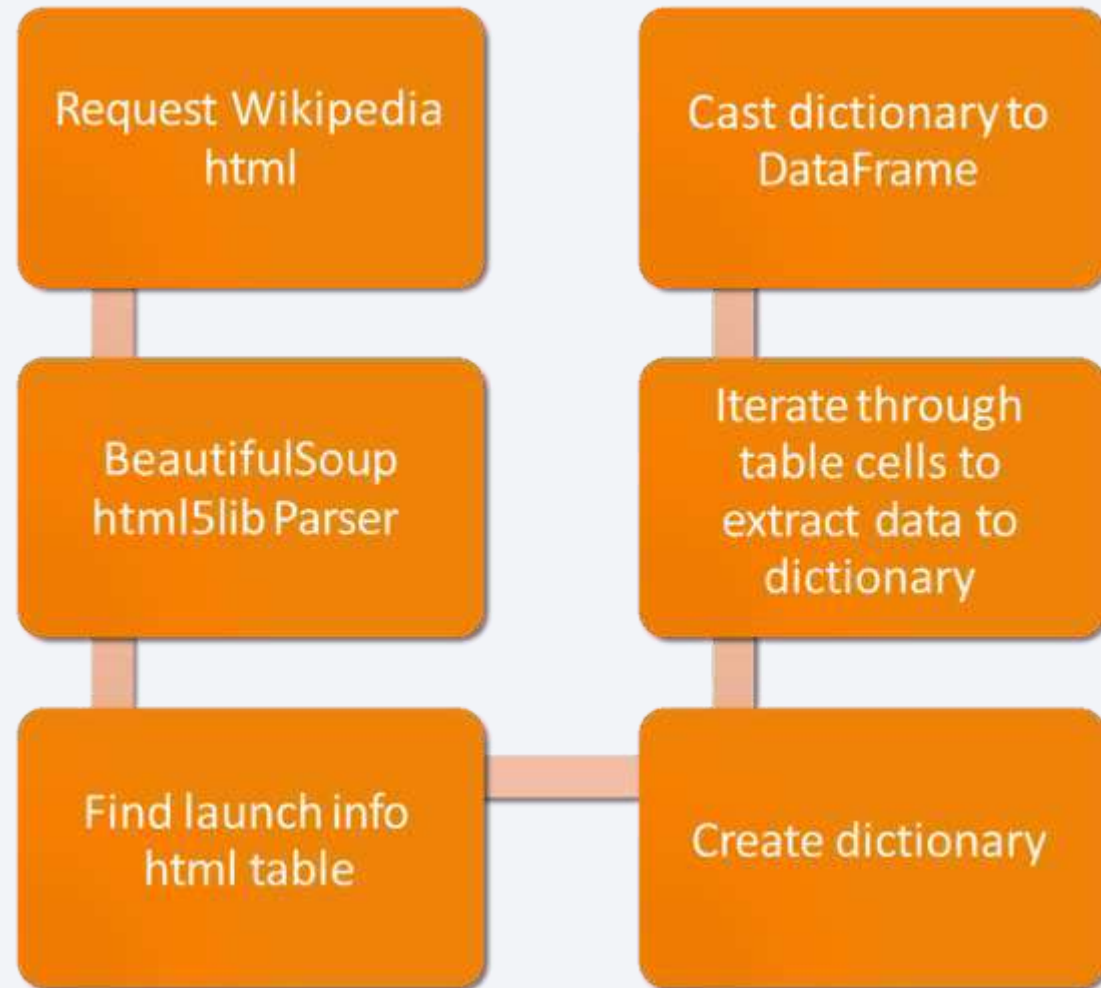 Request Wikipedia
html
BeautifulSoup
html5lib Parser
Find launch info
html table
Create dictionary
Iterate through
table cells to
extract data to
dictionary
Cast dictionary to
DataFrame